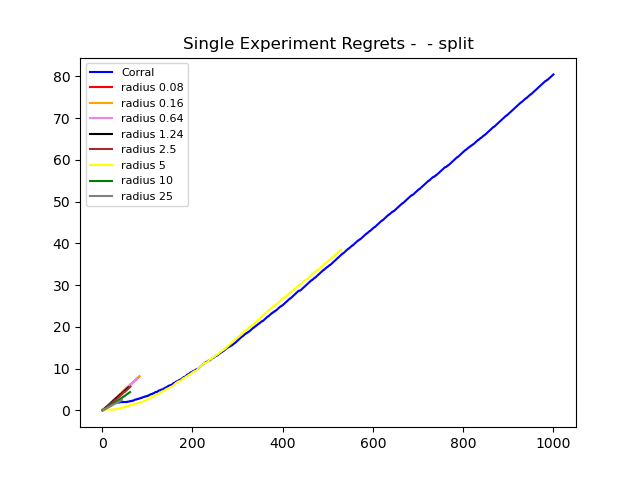 Single Experiment Regrets -  - split
Corral
radius 0.08
radius 0.16
radius 0.64
radius 1.24
radius 2.5
radius 5
radius 10
radius 25
80
70
60
50
40
30
20
10
0
0 200 400 600 800 1000